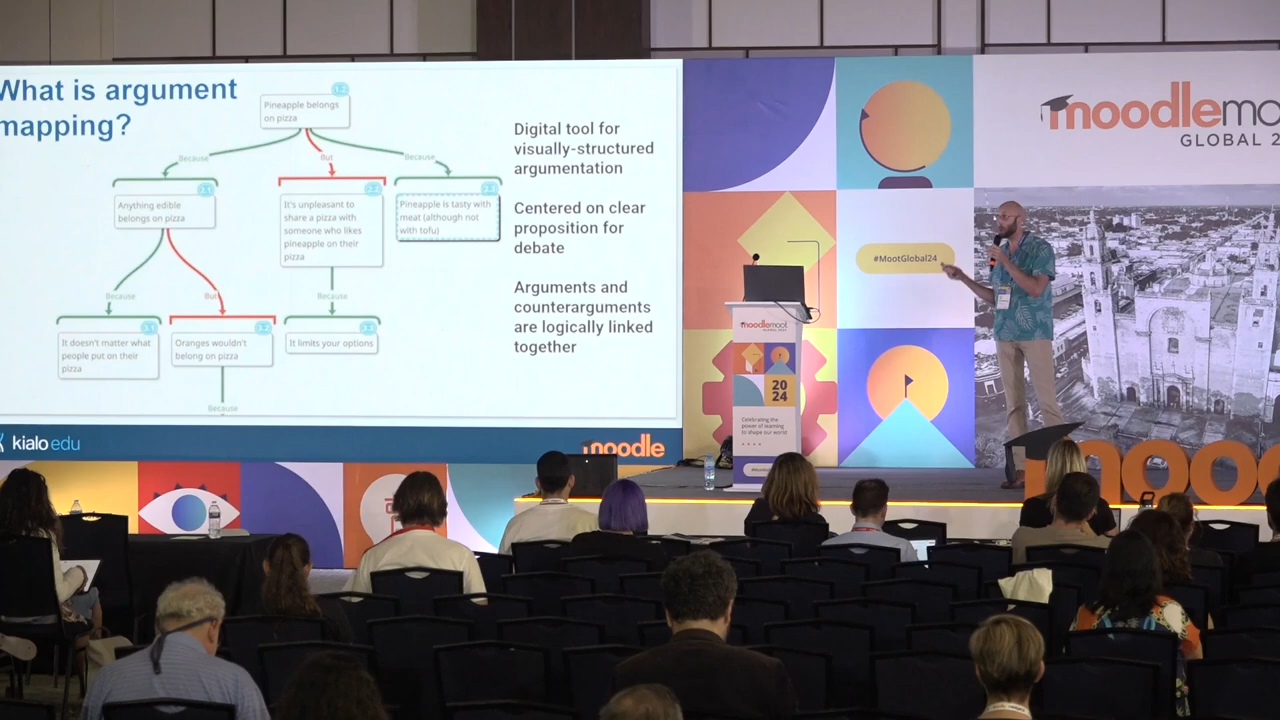 What is argument
mapping?
1.2
Pineapple belongs
on pizza
Because
But
Because
2.1
Anything edible
belongs on pizza
2.2
It's unpleasant to
share a pizza with
someone who likes
pineapple on their
pizza
2.3
Pineapple is tasty with
meat (although not
with tofu)
Because
But
Because
3.1
It doesn't matter what
people put on their
pizza
3.2
Oranges wouldn't
belong on pizza
3.3
It limits your options
Because
Digital tool for
visually-structured
argumentation
Centered on clear
proposition for
debate
Arguments and
counterarguments
are logically linked
together
kialo edu
moodle
moodlemoot
GLOBAL 2
#MootGlobal24
moodlemoot
20
24
Celebrating the
power of learning
to shape our world
moo